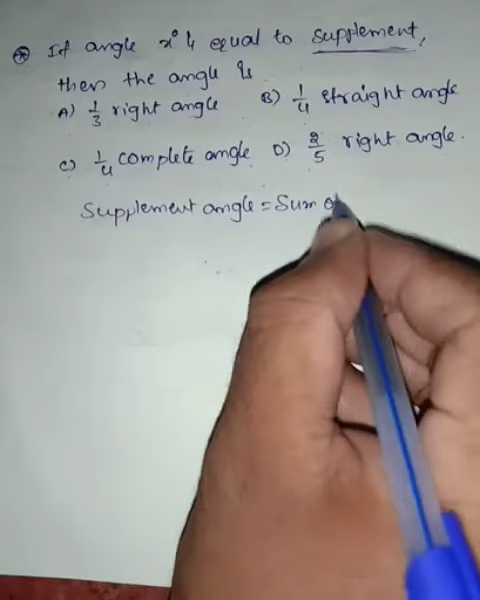 If angle x° is equal to supplement,
then the angle is
A) 1/3 right angle B) 1/4 straight angle
C) 1/4 complete angle D) 2/5 right angle.
Supplement angle = Sum o